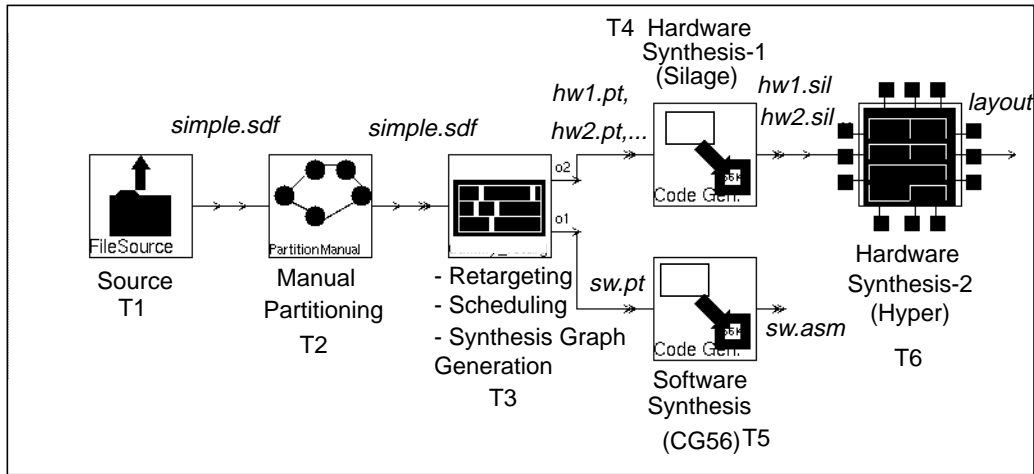 T4 Hardware
Synthesis-1
(Silage)
simple.sdf
simple.sdf
hw1.pt,
hw2.pt,...
hw1.sil
hw2.sil
layout
o2
o1
FileSource
PartitionManual
Code Gen.
Source
T1
Manual
Partitioning
T2
- Retargeting
- Scheduling
- Synthesis Graph
Generation
T3
sw.pt
Code Gen.
sw.asm
Software
Synthesis
(CG56) T5
Hardware
Synthesis-2
(Hyper)
T6